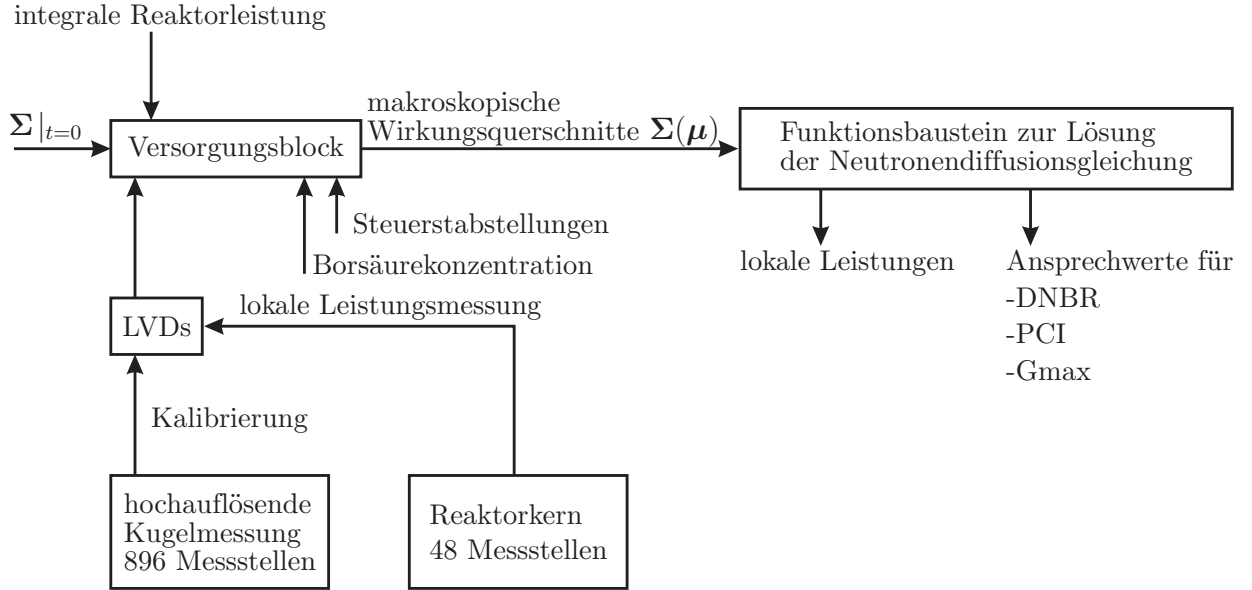 integrale Reaktorleistung
Σ|t=0
Versorgungsblock
makroskopische
Wirkungsquerschnitte Σ(μ)
Funktionsbaustein zur Lösung
der Neutronendiffusionsgleichung
Steuerstabstellungen
Borsäurekonzentration
lokale Leistungen
Ansprechwerte für
-DNBR
-PCI
-Gmax
lokale Leistungsmessung
LVDs
Kalibrierung
hochauflösende
Kugelmessung
896 Messstellen
Reaktorkern
48 Messstellen